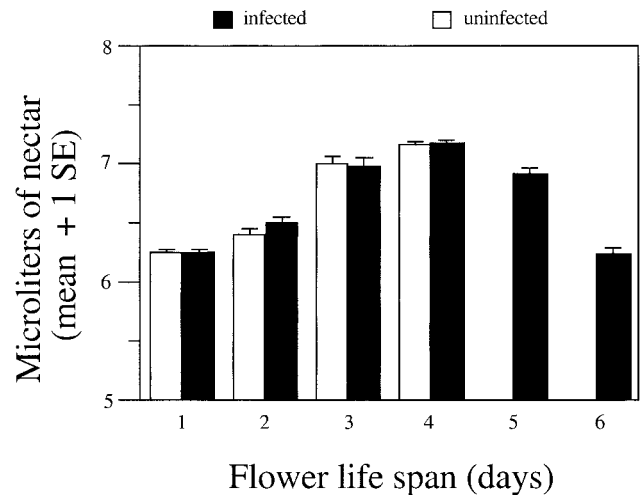 infected uninfected
Microliters of nectar
(mean + 1 SE)
8
7
6
5
1 2 3 4 5 6
Flower life span (days)